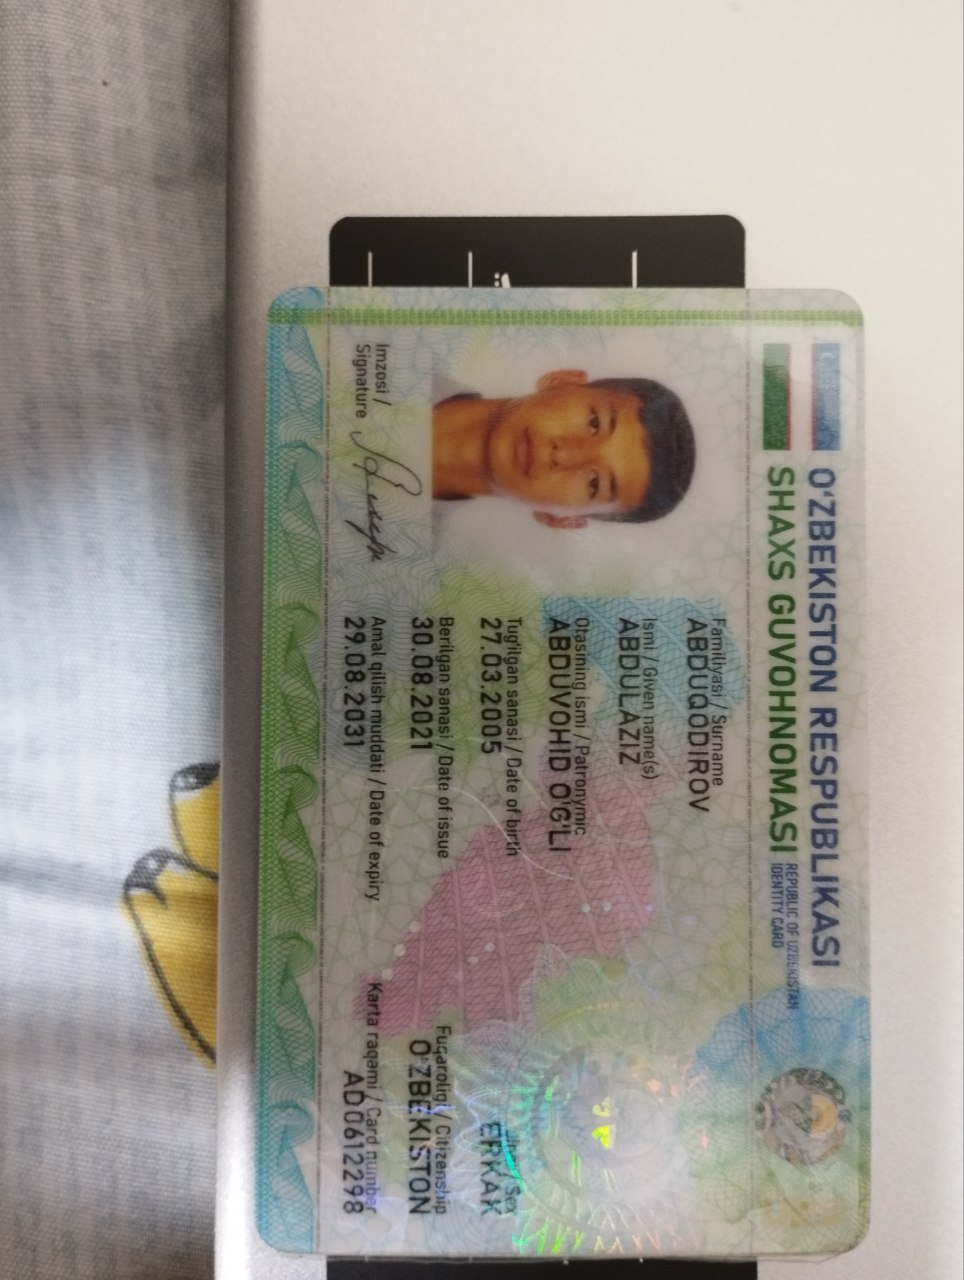 O‘ZBEKISTON RESPUBLIKASI
SHAXS GUVOHNOMASI
REPUBLIC OF UZBEKISTAN
IDENTITY CARD
Familiyasi / Surname
ABDUQODIROV
Ismi / Given name(s)
ABDULAZIZ
Otasining ismi / Patronymic
ABDUVOHID O'G'LI
Tug'ilgan sanasi / Date of birth
27.03.2005
Jinsi / Sex
ERKAK
Berilgan sanasi / Date of issue
30.08.2021
Fuqaroligi / Citizenship
O'ZBEKISTON
Amal qilish muddati / Date of expiry
29.08.2031
Karta raqami / Card number
AD0612298
Imzosi /
Signature